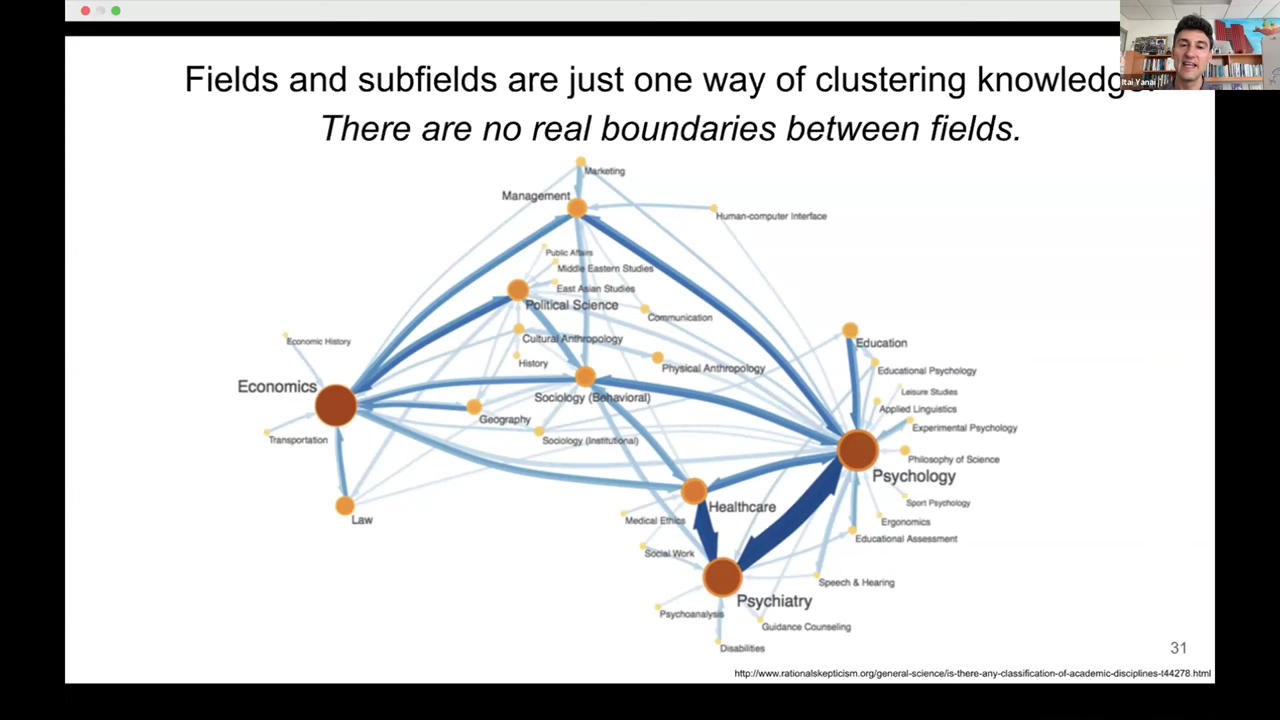 Fields and subfields are just one way of clustering knowledge.
There are no real boundaries between fields.
Itai Yanai
Marketing
Management
Human-computer Interface
Public Affairs
Middle Eastern Studies
East Asian Studies
Political Science
Communication
Cultural Anthropology
Economic History
Education
History
Physical Anthropology
Educational Psychology
Economics
Leisure Studies
Sociology (Behavioral)
Applied Linguistics
Geography
Experimental Psychology
Transportation
Sociology (Institutional)
Philosophy of Science
Psychology
Sport Psychology
Healthcare
Law
Medical Ethics
Ergonomics
Educational Assessment
Social Work
Speech & Hearing
Psychiatry
Psychoanalysis
Guidance Counseling
Disabilities
31
http://www.rationalskepticism.org/general-science/is-there-any-classification-of-academic-disciplines-t44278.html